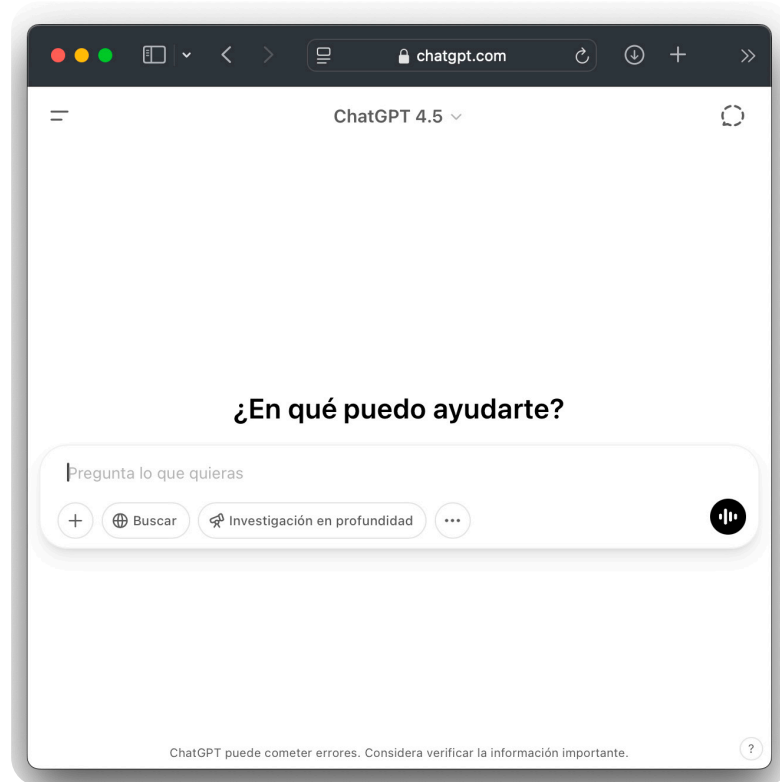 chatgpt.com
ChatGPT 4.5
¿En qué puedo ayudarte?
Pregunta lo que quieras
Buscar
Investigación en profundidad
ChatGPT puede cometer errores. Considera verificar la información importante.
?